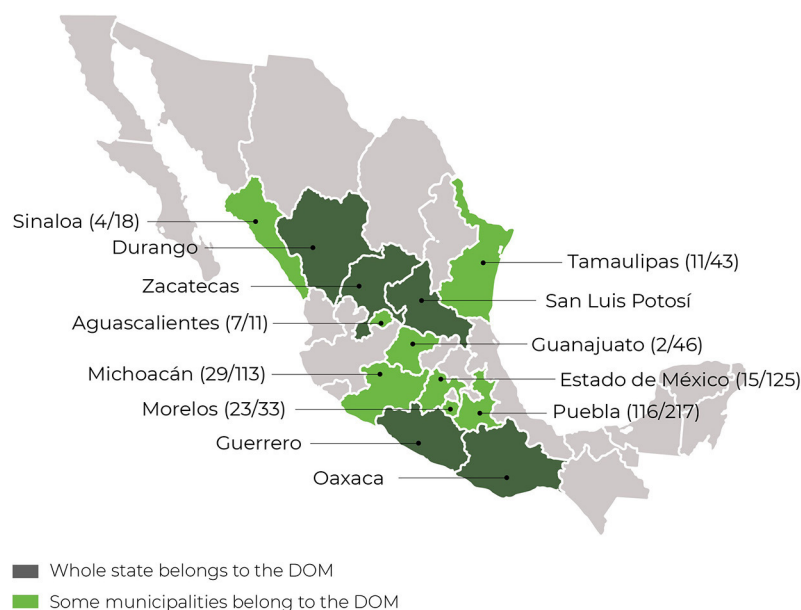 Sinaloa (4/18)
Durango
Tamaulipas (11/43)
Zacatecas
San Luis Potosí
Aguascalientes (7/11)
Guanajuato (2/46)
Michoacán (29/113)
Estado de México (15/125)
Morelos (23/33)
Puebla (116/217)
Guerrero
Oaxaca
Whole state belongs to the DOM
Some municipalities belong to the DOM